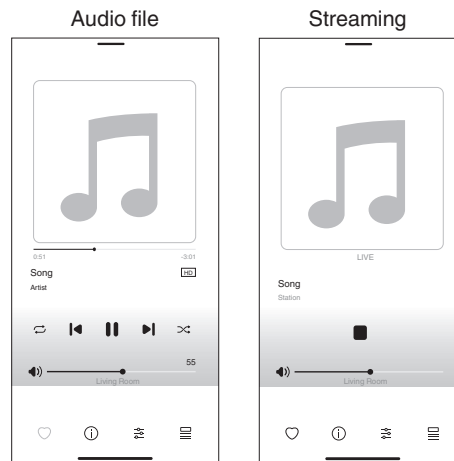 Audio file
0:51 -3:01
Song HD
Artist
55
Living Room
Streaming
LIVE
Song
Station
Living Room